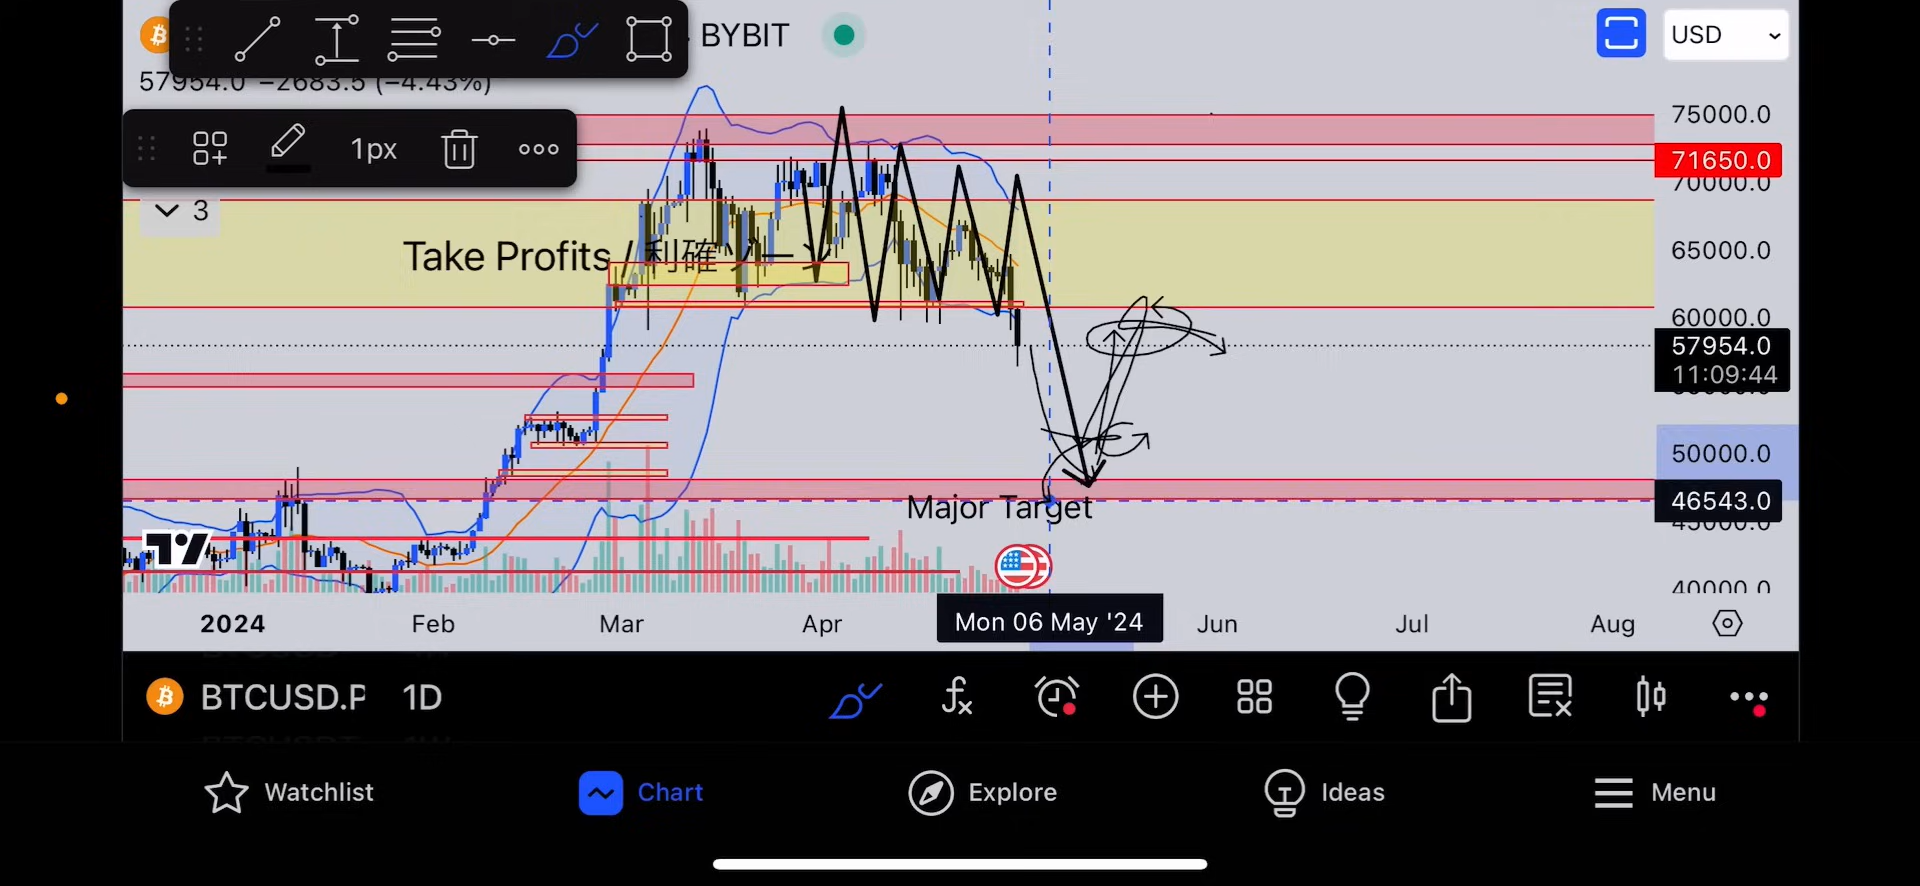 BYBIT
USD
57954.0 −2683.5 (−4.43%)
1px
3
Take Profits / 利確ゾーン
75000.0
71650.0
70000.0
65000.0
60000.0
57954.0
11:09:44
50000.0
46543.0
45000.0
40000.0
Major Target
2024 Feb Mar Apr Mon 06 May '24 Jun Jul Aug
BTCUSD.P 1D
Watchlist Chart Explore Ideas Menu